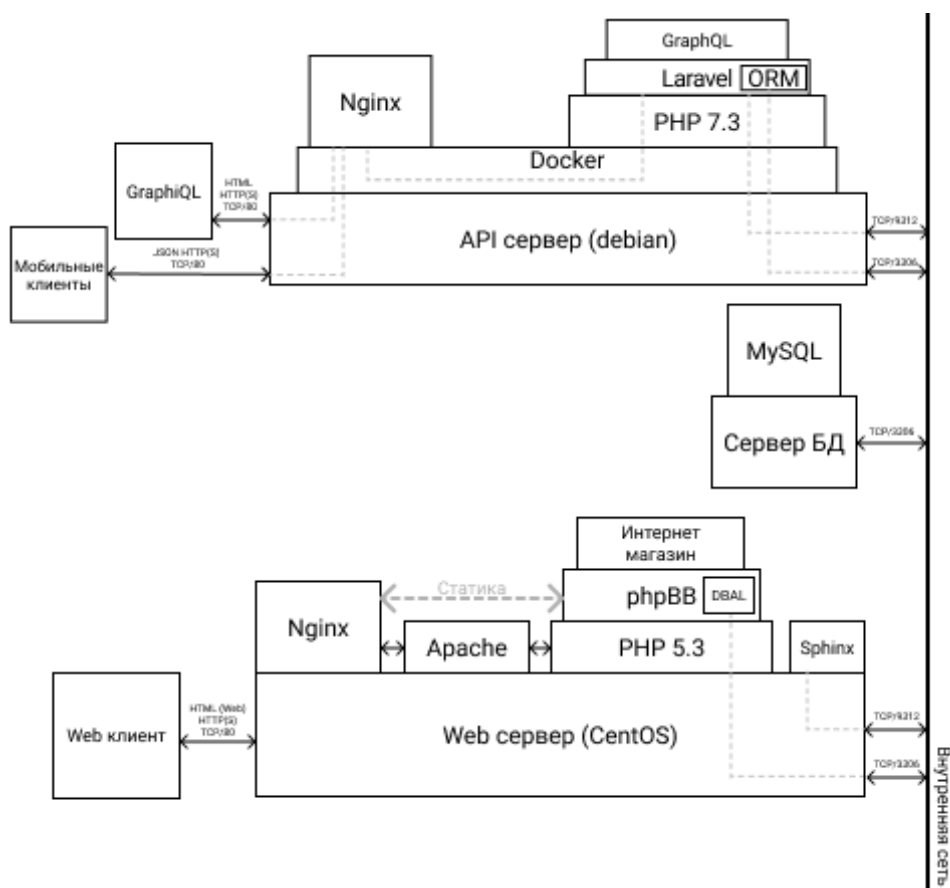 GraphQL
Laravel ORM
Nginx
PHP 7.3
Docker
GraphiQL
HTML
HTTP(S)
TCP/80
API сервер (debian)
TCP/9312
JSON HTTP(S)
TCP/80
Мобильные
клиенты
TCP/3306
MySQL
Сервер БД
TCP/3306
Интернет
магазин
Статика
phpBB DBAL
Nginx
Apache
PHP 5.3
Sphinx
Web клиент
HTML (Web)
HTTP(S)
TCP/80
Web сервер (CentOS)
TCP/9312
TCP/3306
Внутренняя сеть